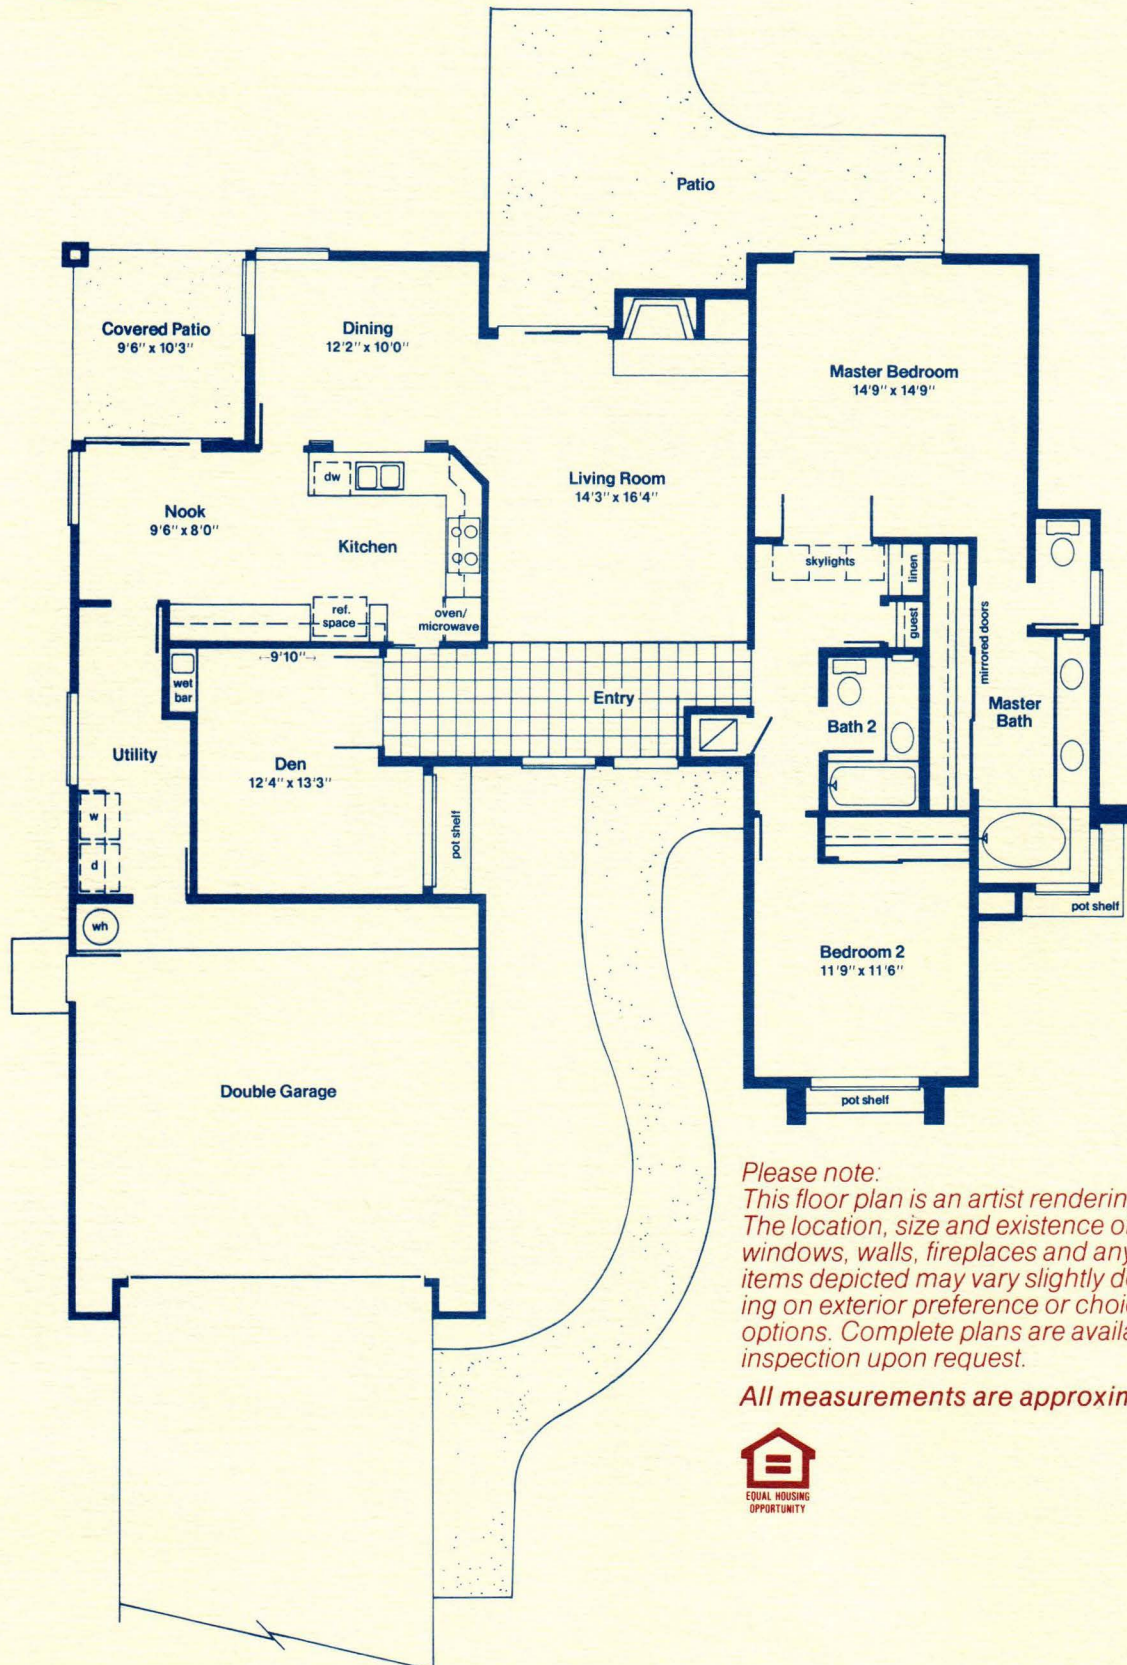 Patio
Covered Patio
9'6" x 10'3"
Dining
12'2" x 10'0"
Master Bedroom
14'9" x 14'9"
Living Room
14'3" x 16'4"
Nook
9'6" x 8'0"
dw
Kitchen
skylights
linen
guest
ref.
space
oven/
microwave
mirrored doors
9'10"
wet
bar
Entry
Bath 2
Master
Bath
Utility
Den
12'4" x 13'3"
w
d
pot shelf
wh
pot shelf
Bedroom 2
11'9" x 11'6"
Double Garage
pot shelf
Please note:
This floor plan is an artist renderin
The location, size and existence o
windows, walls, fireplaces and any
items depicted may vary slightly d
ing on exterior preference or choi
options. Complete plans are avail
inspection upon request.
All measurements are approxim
EQUAL HOUSING
OPPORTUNITY